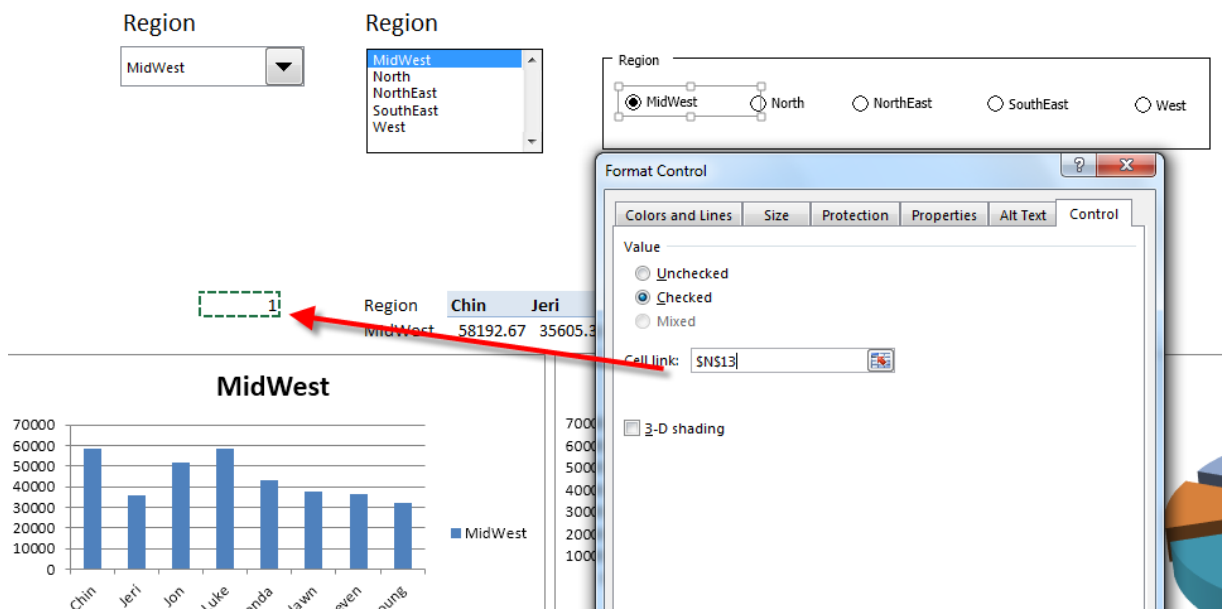 Region
Region
MidWest
MidWest
North
NorthEast
SouthEast
West
Region
MidWest
North
NorthEast
SouthEast
West
Format Control
?
X
Colors and Lines
Size
Protection
Properties
Alt Text
Control
Value
Unchecked
Checked
Mixed
Cell link:
$N$13
3-D shading
1
Region Chin Jeri
MidWest 58192.67
MidWest
70000
60000
50000
40000
30000
20000
10000
0
Chin
Jeri
Jon
Luke
MidWest